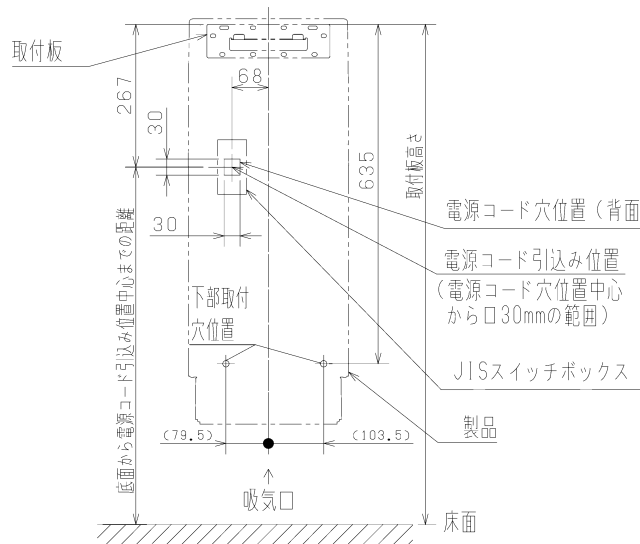 取付板
68
267
30
635
取付板高さ
30
電源コード穴位置(背面
電源コード引込み位置
(電源コード穴位置中心
から口30mmの範囲)
底面から電源コード引込み位置中心までの距離
下部取付
穴位置
JISスイッチボックス
製品
(79.5)
(103.5)
吸気口
床面